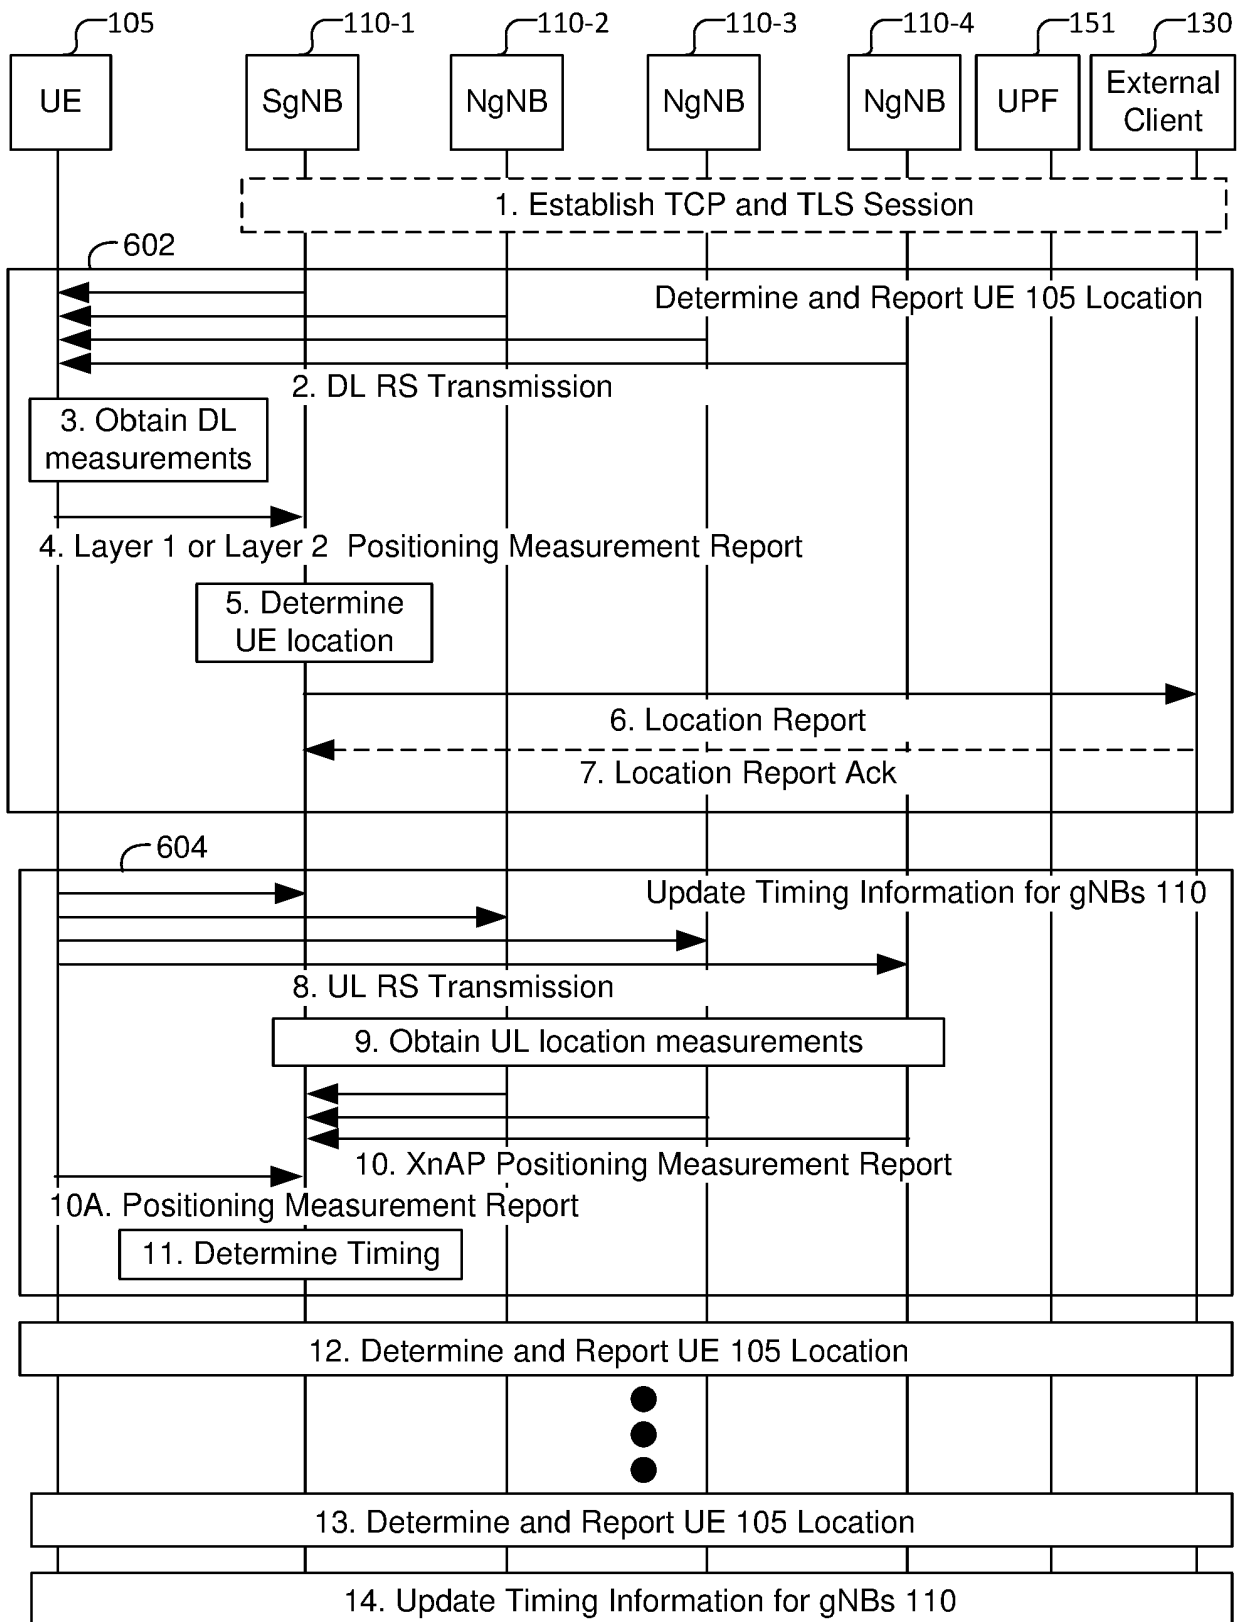 105
110-1
110-2
110-3
110-4
151
130
UE
SgNB
NgNB
NgNB
NgNB
UPF
External
Client
1. Establish TCP and TLS Session
602
Determine and Report UE 105 Location
2. DL RS Transmission
3. Obtain DL
measurements
4. Layer 1 or Layer 2 Positioning Measurement Report
5. Determine
UE location
6. Location Report
7. Location Report Ack
604
Update Timing Information for gNBs 110
8. UL RS Transmission
9. Obtain UL location measurements
10. XnAP Positioning Measurement Report
10A. Positioning Measurement Report
11. Determine Timing
12. Determine and Report UE 105 Location
13. Determine and Report UE 105 Location
14. Update Timing Information for gNBs 110